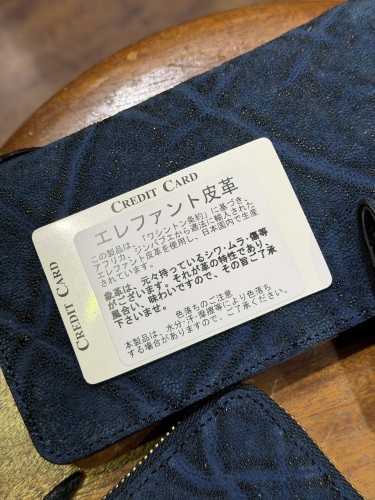 CREDIT CARD
CREDIT CARD
エレファント皮革
この製品は、「ワシントン条約」に基づき、
アフリカ、ジンバブエから適法に輸入された
エレファント皮革を使用し、日本国内で生産
されています。
象革は、元々持っているシワ・ムラ・傷等
がございます。それが革の特性であり、
風合い、味わいですので、その旨ご了承
下さいませ。
色落ちのご注意
本製品は、水分・汗・摩擦等により色落ち
する場合がありますので、ご了承ください。